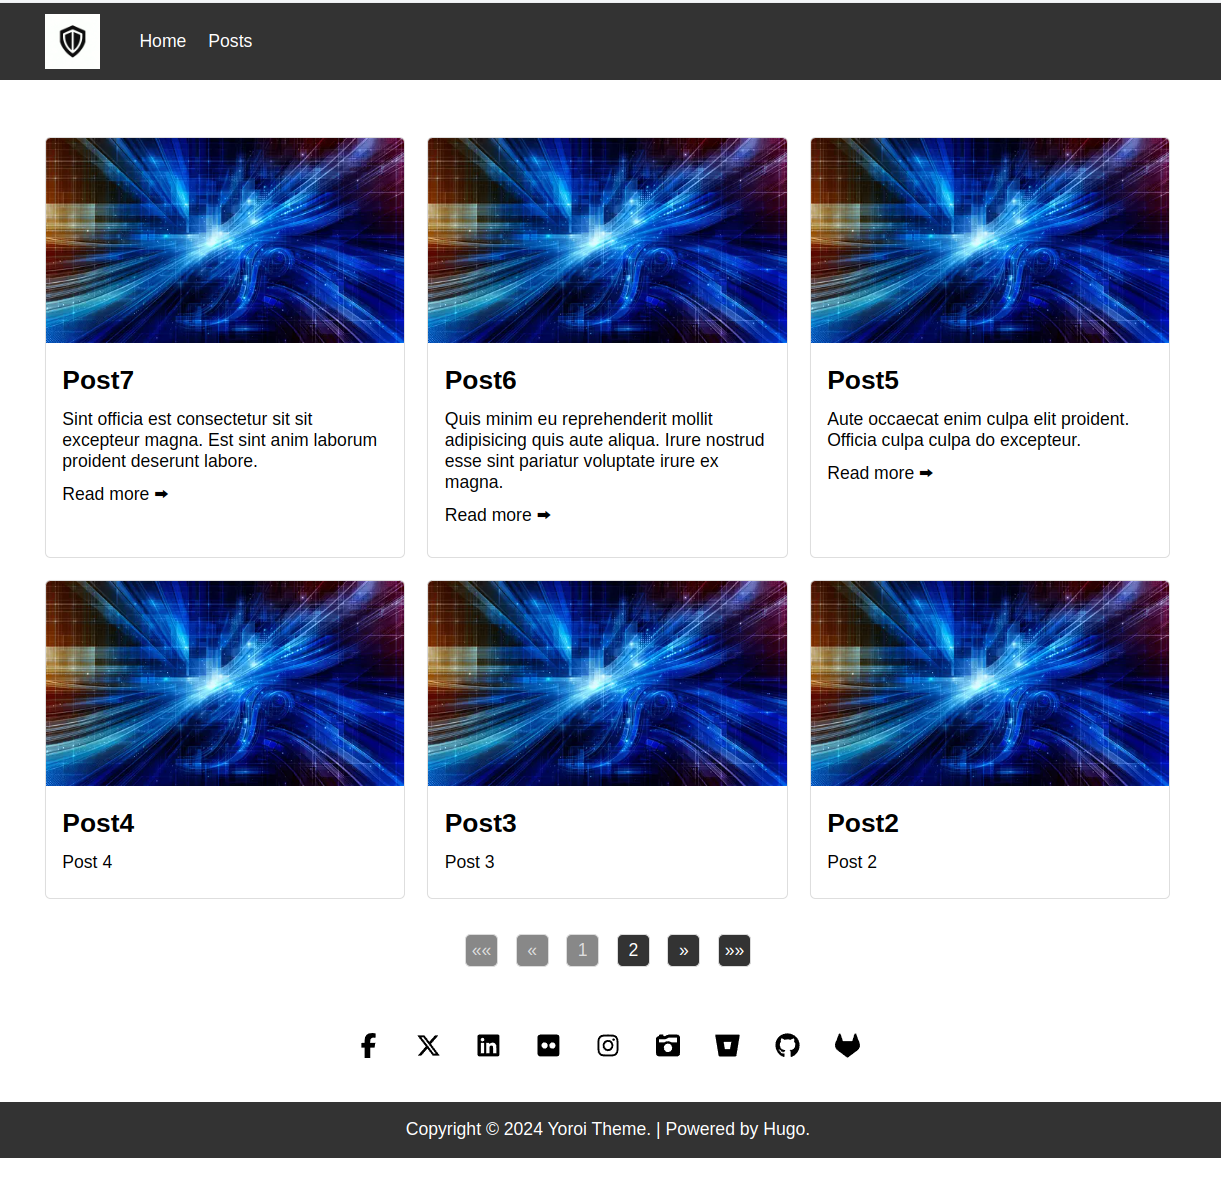 Home Posts
Post7
Sint officia est consectetur sit sit
excepteur magna. Est sint anim laborum
proident deserunt labore.
Read more ➡
Post6
Quis minim eu reprehenderit mollit
adipisicing quis aute aliqua. Irure nostrud
esse sint pariatur voluptate irure ex
magna.
Read more ➡
Post5
Aute occaecat enim culpa elit proident.
Officia culpa culpa do excepteur.
Read more ➡
Post4
Post 4
Post3
Post 3
Post2
Post 2
«« « 1 2 » »»
Copyright © 2024 Yoroi Theme. | Powered by Hugo.